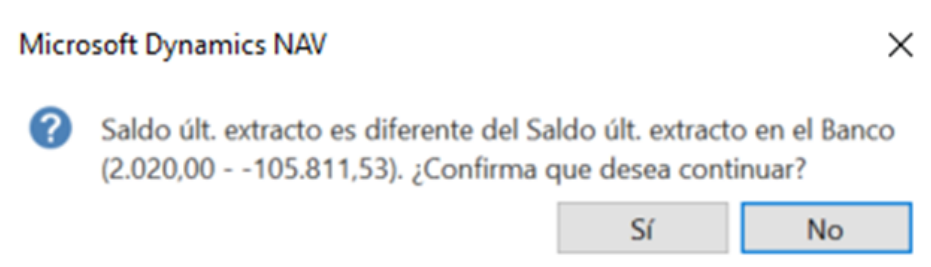 Microsoft Dynamics NAV
Saldo últ. extracto es diferente del Saldo últ. extracto en el Banco
(2.020,00 - -105.811,53). ¿Confirma que desea continuar?
Sí No